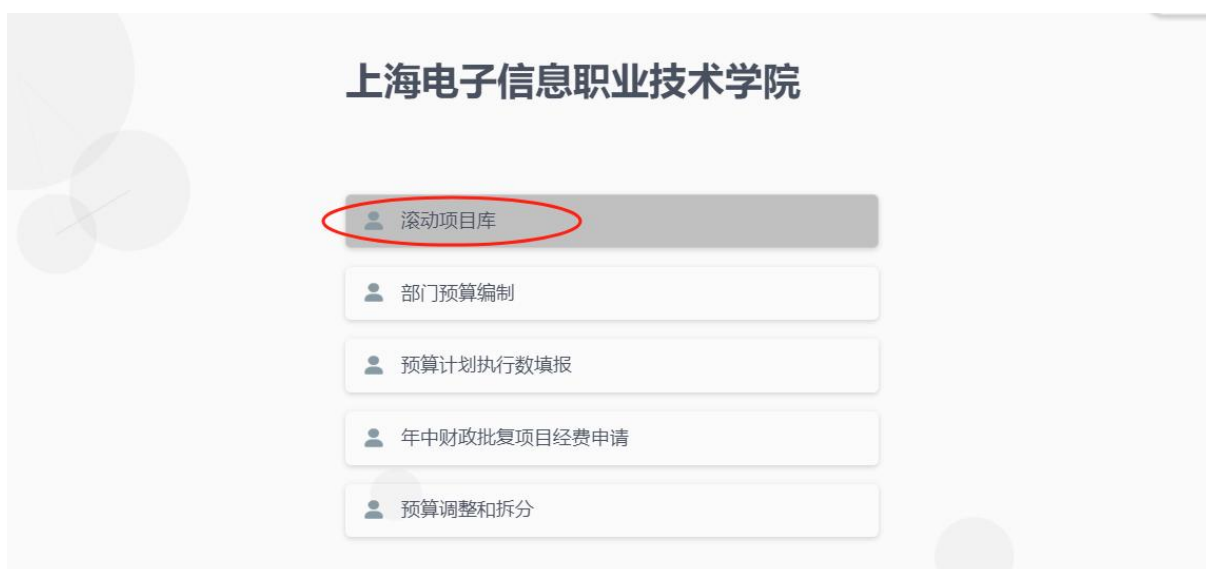 上海电子信息职业技术学院
滚动项目库
部门预算编制
预算计划执行数填报
年中财政批复项目经费申请
预算调整和拆分